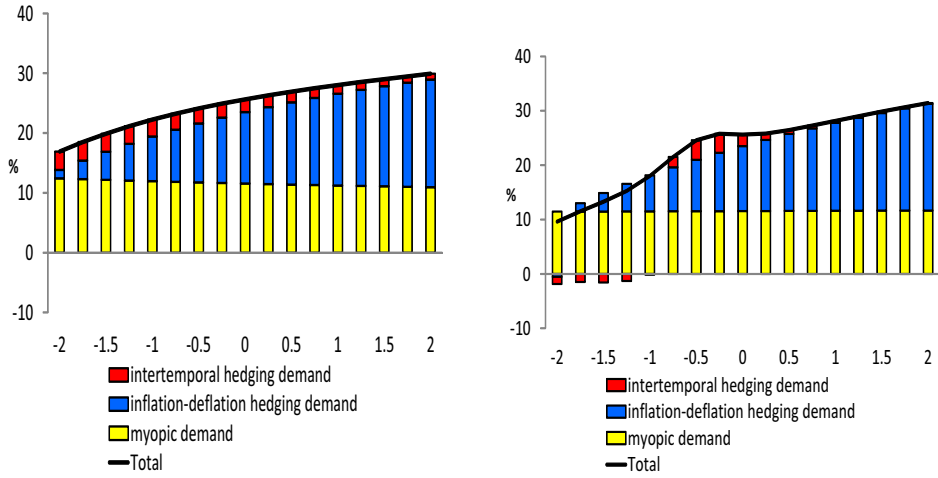 40
30
20
%
10
0
-10
-2 -1.5 -1 -0.5 0 0.5 1 1.5 2
intertemporal hedging demand
inflation-deflation hedging demand
myopic demand
Total
40
30
20
%
10
0
-10
-2 -1.5 -1 -0.5 0 0.5 1 1.5 2
intertemporal hedging demand
inflation-deflation hedging demand
myopic demand
Total